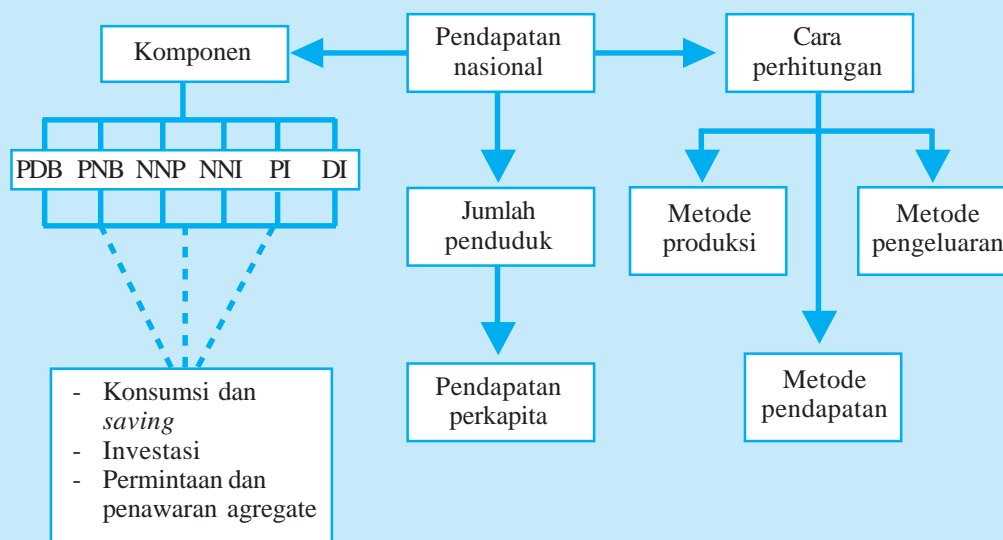 Komponen
Pendapatan
nasional
Cara
perhitungan
PDB PNB NNP NNI PI DI
Jumlah
penduduk
Metode
produksi
Metode
pengeluaran
- Konsumsi dan
saving
- Investasi
- Permintaan dan
penawaran agregate
Pendapatan
perkapita
Metode
pendapatan